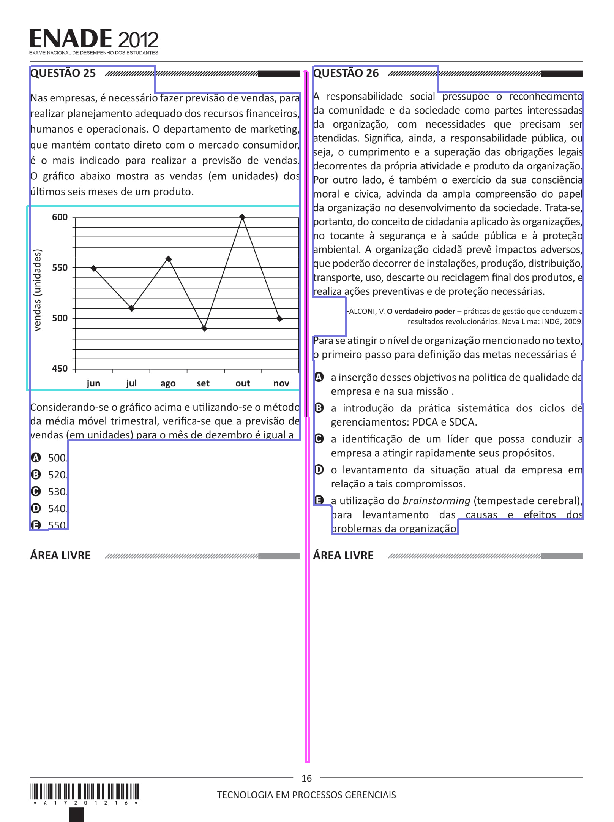 ENADE 2012
EXAME NACIONAL DE DESEMPENHO DOS ESTUDANTES
QUESTÃO 25
Nas empresas, é necessário fazer previsão de vendas, para
realizar planejamento adequado dos recursos financeiros,
humanos e operacionais. O departamento de marketing,
que mantém contato direto com o mercado consumidor,
é o mais indicado para realizar a previsão de vendas.
O gráfico abaixo mostra as vendas (em unidades) dos
últimos seis meses de um produto.
vendas (unidades)
600
550
500
450
jun jul ago set out nov
Considerando-se o gráfico acima e utilizando-se o método
da média móvel trimestral, verifica-se que a previsão de
vendas (em unidades) para o mês de dezembro é igual a
A 500.
B 520.
C 530.
D 540.
E 550.
ÁREA LIVRE
QUESTÃO 26
A responsabilidade social pressupõe o reconhecimento
da comunidade e da sociedade como partes interessadas
da organização, com necessidades que precisam ser
atendidas. Significa, ainda, a responsabilidade pública, ou
seja, o cumprimento e a superação das obrigações legais
decorrentes da própria atividade e produto da organização.
Por outro lado, é também o exercício da sua consciência
moral e cívica, advinda da ampla compreensão do papel
da organização no desenvolvimento da sociedade. Trata-se,
portanto, do conceito de cidadania aplicado às organizações,
no tocante à segurança e à saúde pública e à proteção
ambiental. A organização cidadã prevê impactos adversos,
que poderão decorrer de instalações, produção, distribuição,
transporte, uso, descarte ou reciclagem final dos produtos, e
realiza ações preventivas e de proteção necessárias.
FALCONI, V. O verdadeiro poder – práticas de gestão que conduzem a
resultados revolucionários. Nova Lima: INDG, 2009.
Para se atingir o nível de organização mencionado no texto,
o primeiro passo para definição das metas necessárias é
A a inserção desses objetivos na política de qualidade da
empresa e na sua missão .
B a introdução da prática sistemática dos ciclos de
gerenciamentos: PDCA e SDCA.
C a identificação de um líder que possa conduzir a
empresa a atingir rapidamente seus propósitos.
D o levantamento da situação atual da empresa em
relação a tais compromissos.
E a utilização do brainstorming (tempestade cerebral),
para levantamento das causas e efeitos dos
problemas da organização.
ÁREA LIVRE
16
TECNOLOGIA EM PROCESSOS GERENCIAIS
* A 1 7 2 0 1 2 1 6 *